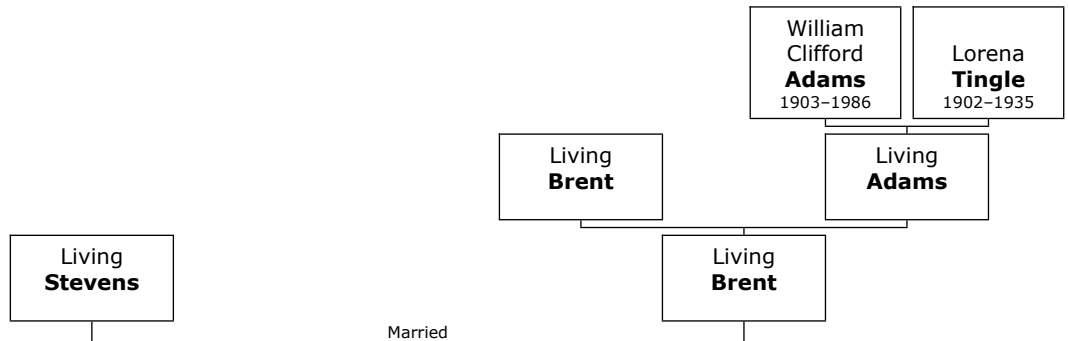 William
Clifford
Adams
1903–1986
Lorena
Tingle
1902–1935
Living
Brent
Living
Adams
Living
Stevens
Living
Brent
Married